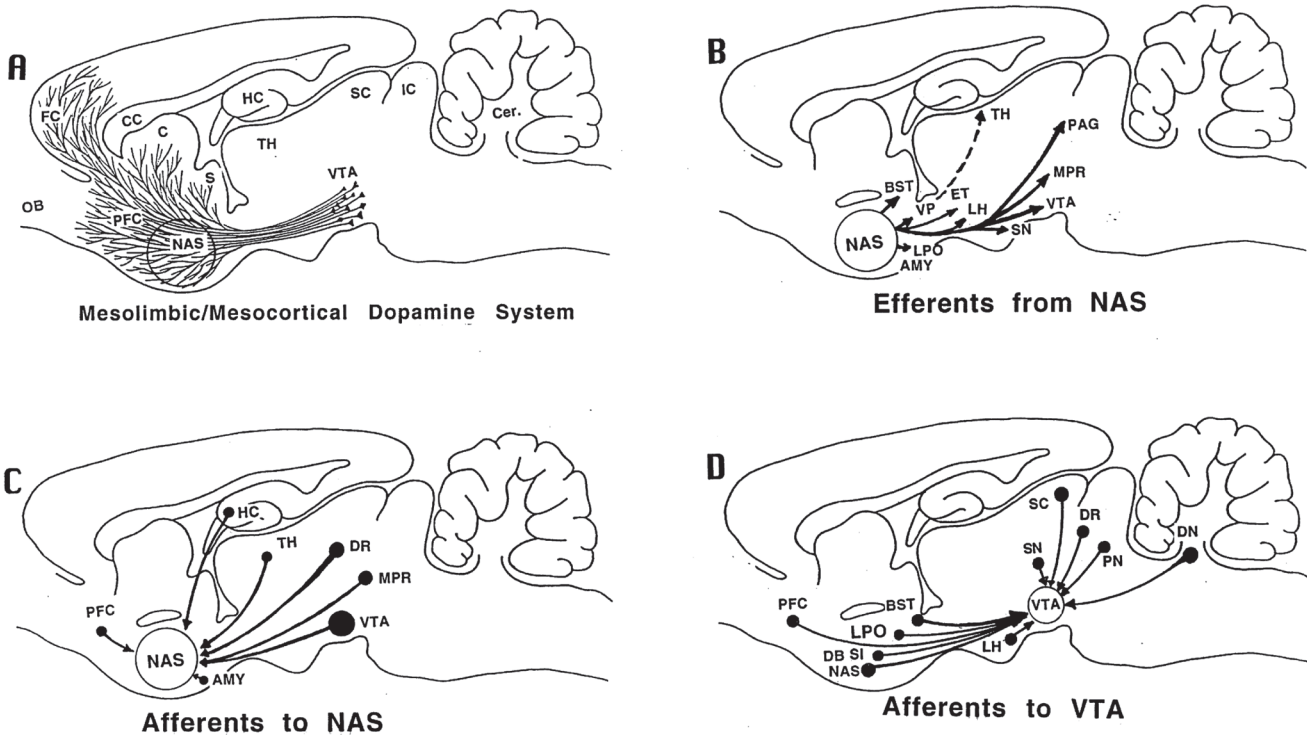 A
FC
CC
C
HC
SC
IC
Cer.
TH
S
VTA
OB
PFC
NAS
Mesolimbic/Mesocortical Dopamine System
B
TH
PAG
MPR
BST
ET
VP
LH
VTA
SN
NAS
LPO
AMY
Efferents from NAS
C
HC
TH
DR
MPR
PFC
VTA
NAS
AMY
Afferents to NAS
D
SC
DR
DN
SN
PN
PFC
BST
VTA
LPO
LH
DB SI
NAS
Afferents to VTA